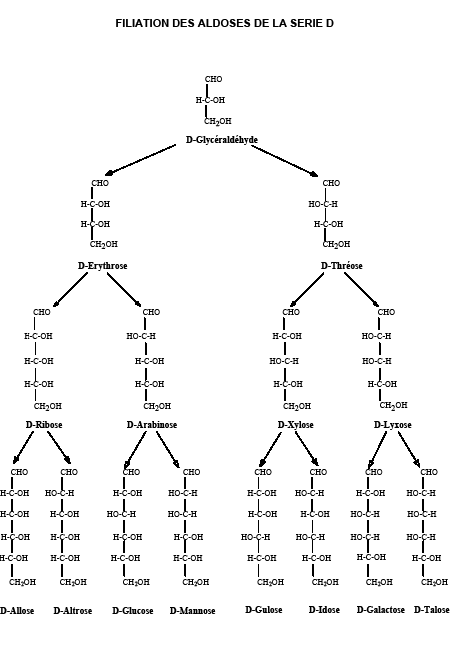 FILIATION DES ALDOSES DE LA SERIE D
CHO
H-C-OH
CH2OH
D-Glycéraldéhyde
CHO CHO
H-C-OH HO-C-H
H-C-OH H-C-OH
CH2OH CH2OH
D-Erythrose D-Thréose
CHO CHO CHO CHO
H-C-OH HO-C-H H-C-OH HO-C-H
H-C-OH H-C-OH HO-C-H HO-C-H
H-C-OH H-C-OH H-C-OH H-C-OH
CH2OH CH2OH CH2OH CH2OH
D-Ribose D-Arabinose D-Xylose D-Lyxose
CHO CHO CHO CHO CHO CHO CHO CHO
H-C-OH HO-C-H H-C-OH HO-C-H H-C-OH HO-C-H H-C-OH HO-C-H
H-C-OH H-C-OH HO-C-H HO-C-H H-C-OH H-C-OH HO-C-H HO-C-H
H-C-OH H-C-OH H-C-OH H-C-OH HO-C-H HO-C-H HO-C-H HO-C-H
H-C-OH H-C-OH H-C-OH H-C-OH H-C-OH H-C-OH H-C-OH H-C-OH
CH2OH CH2OH CH2OH CH2OH CH2OH CH2OH CH2OH CH2OH
D-Allose D-Altrose D-Glucose D-Mannose D-Gulose D-Idose D-Galactose D-Talose